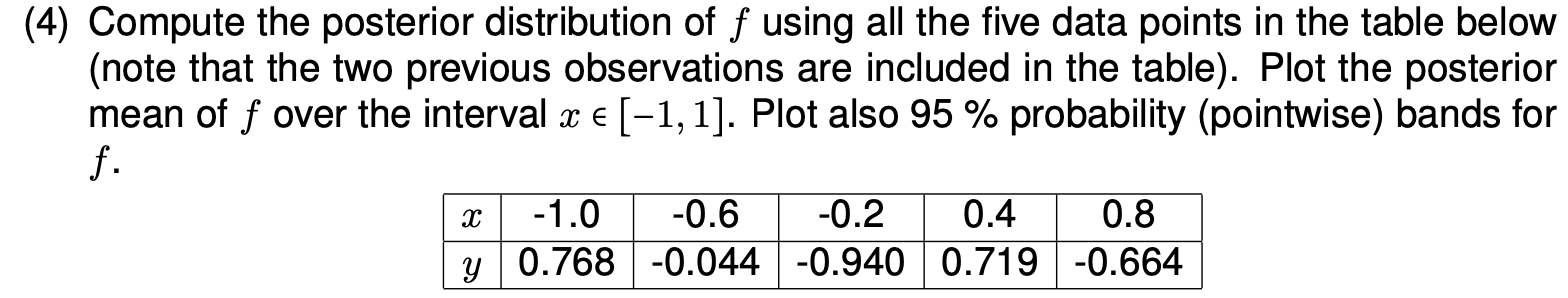 (4) Compute the posterior distribution of f using all the five data points in the table below
(note that the two previous observations are included in the table). Plot the posterior
mean of f over the interval x ∈ [−1, 1]. Plot also 95 % probability (pointwise) bands for
f.
x -1.0 -0.6 -0.2 0.4 0.8
y 0.768 -0.044 -0.940 0.719 -0.664